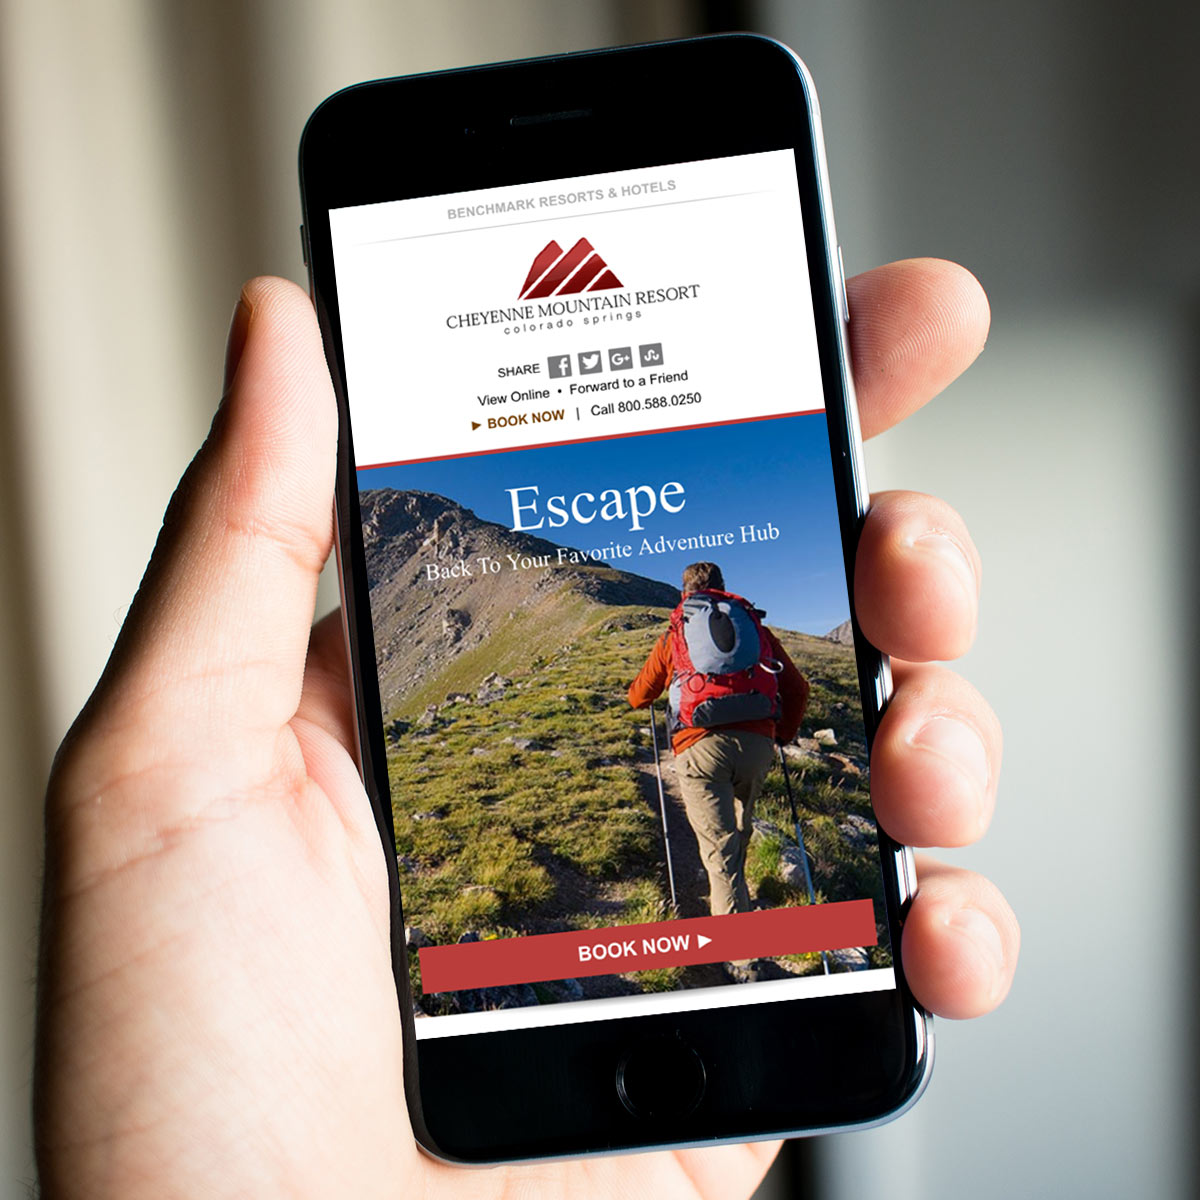 BENCHMARK RESORTS & HOTELS
CHEYENNE MOUNTAIN RESORT
colorado springs
SHARE
View Online • Forward to a Friend
► BOOK NOW | Call 800.588.0250
Escape
Back To Your Favorite Adventure Hub
BOOK NOW ►